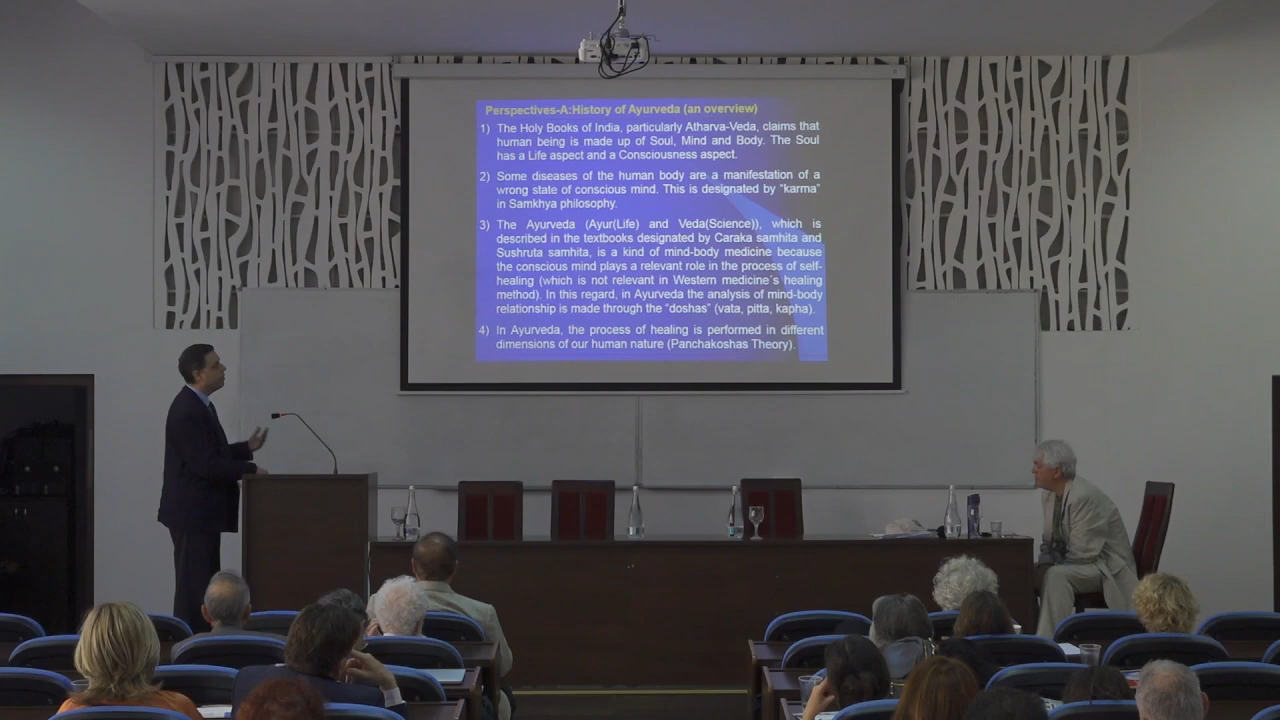 Perspectives-A:History of Ayurveda (an overview)
1) The Holy Books of India, particularly Atharva-Veda, claims that
human being is made up of Soul, Mind and Body. The Soul
has a Life aspect and a Consciousness aspect.
2) Some diseases of the human body are a manifestation of a
wrong state of conscious mind. This is designated by "karma"
in Samkhya philosophy.
3) The Ayurveda (Ayur(Life) and Veda(Science)), which is
described in the textbooks designated by Caraka samhita and
Sushruta samhita, is a kind of mind-body medicine because
the conscious mind plays a relevant role in the process of self-
healing (which is not relevant in Western medicine´s healing
method). In this regard, in Ayurveda the analysis of mind-body
relationship is made through the "doshas" (vata, pitta, kapha).
4) In Ayurveda, the process of healing is performed in different
dimensions of our human nature (Panchakoshas Theory).